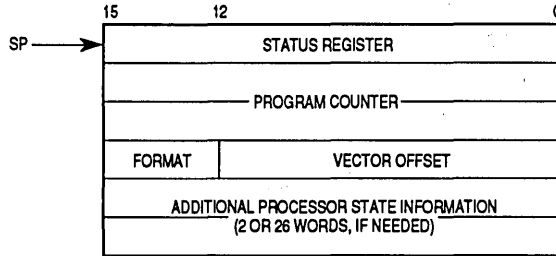 15 12 0
SP
STATUS REGISTER
PROGRAM COUNTER
FORMAT VECTOR OFFSET
ADDITIONAL PROCESSOR STATE INFORMATION
(2 OR 26 WORDS, IF NEEDED)